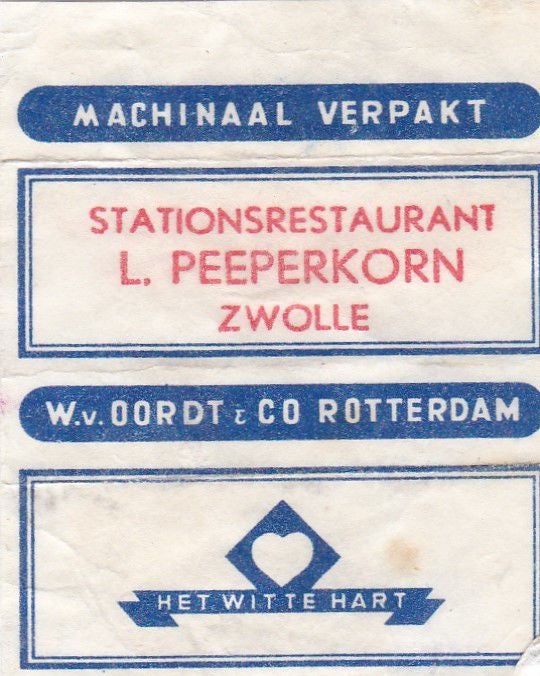 MACHINAAL VERPAKT
STATIONSRESTAURANT
L. PEEPERKORN
ZWOLLE
W.v. OORDT & CO ROTTERDAM
HET WITTE HART